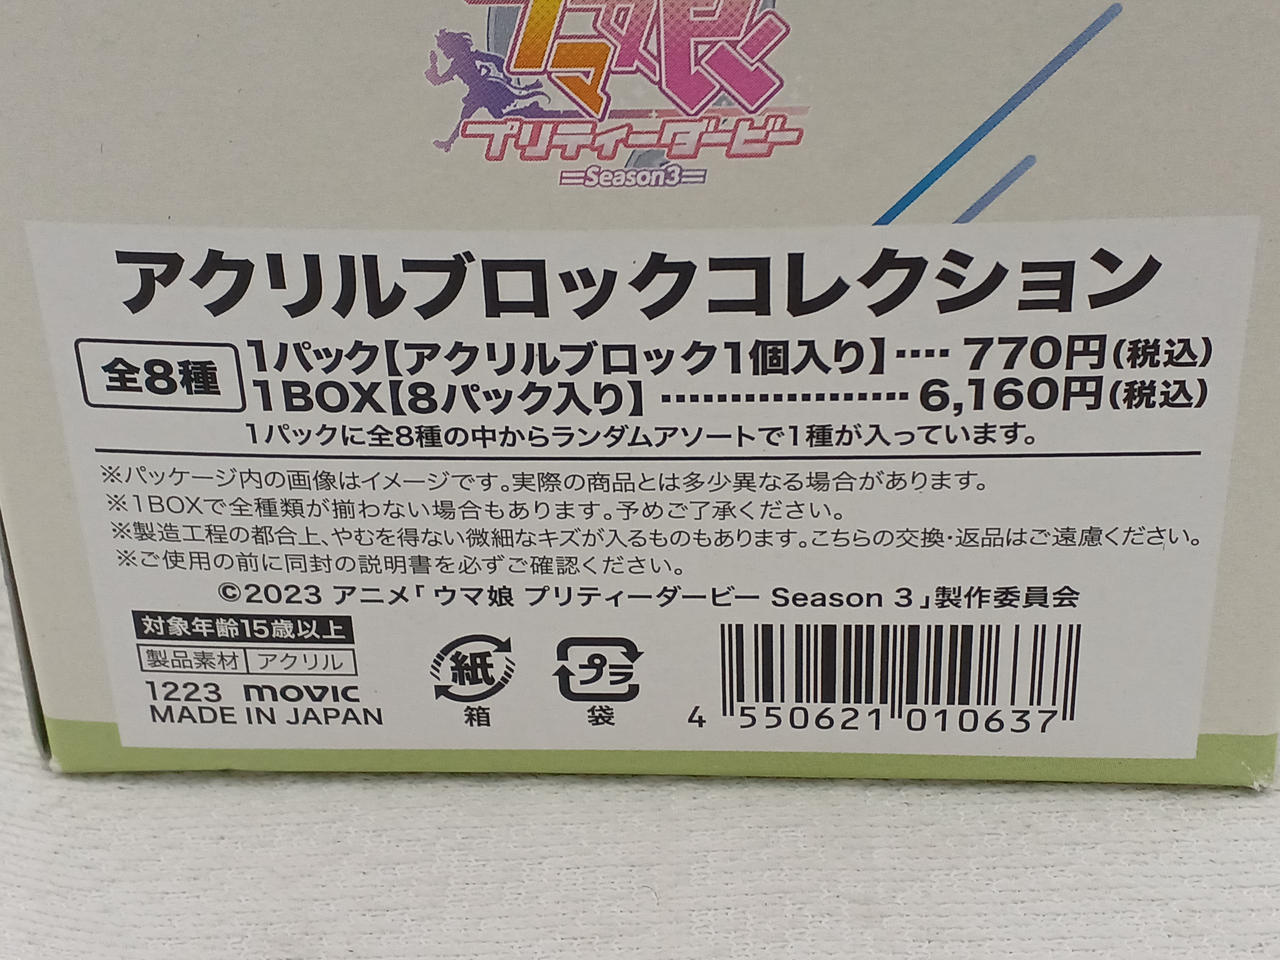 ウマ娘
プリティーダービー
Season3
アクリルブロックコレクション
全8種
1パック【アクリルブロック1個入り】‥‥ 770円(税込)
1BOX【8パック入り】 ‥‥‥‥‥‥‥‥‥ 6,160円(税込)
1パックに全8種の中からランダムアソートで1種が入っています。
※パッケージ内の画像はイメージです。実際の商品とは多少異なる場合があります。
※1BOXで全種類が揃わない場合もあります。予めご了承ください。
※製造工程の都合上、やむを得ない微細なキズが入るものもあります。こちらの交換・返品はご遠慮ください。
※ご使用の前に同封の説明書を必ずご確認ください。
©2023 アニメ「ウマ娘 プリティーダービー Season 3」製作委員会
対象年齢15歳以上
製品素材 アクリル
1223 movic
MADE IN JAPAN
紙
箱
プラ
袋
4 550621 010637